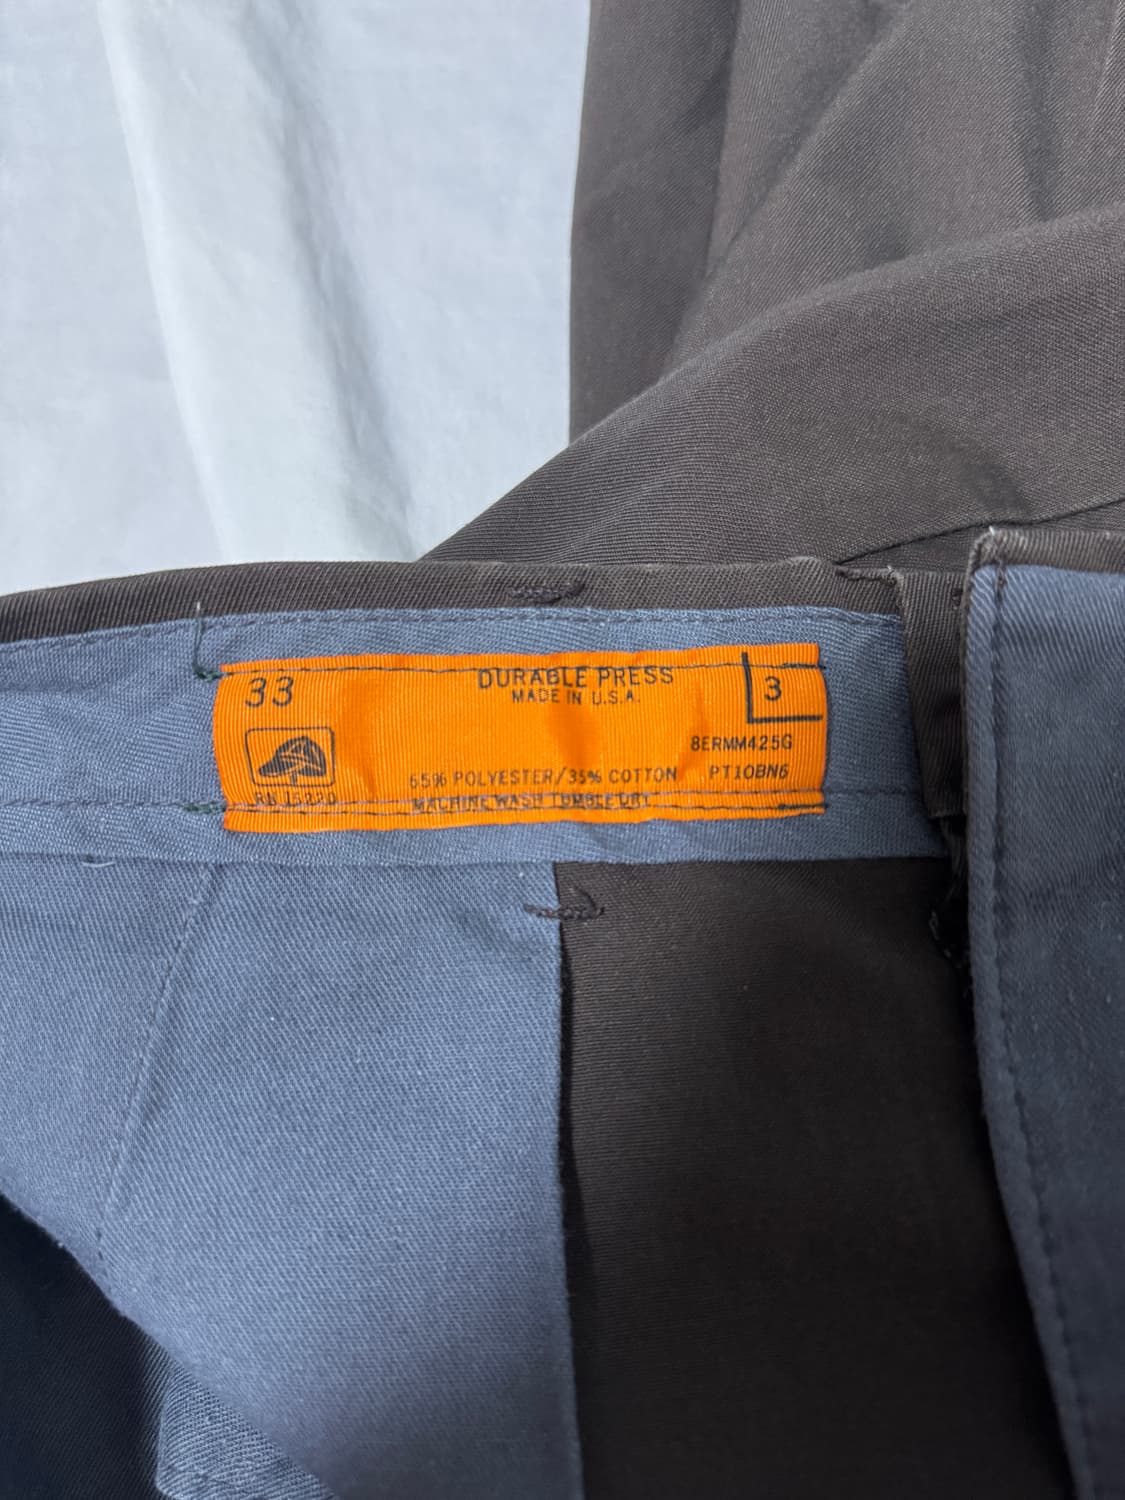 33
DURABLE PRESS
MADE IN U.S.A.
3
8ERMM425G
65% POLYESTER/35% COTTON
PT10BN6
MACHINE WASH TUMBLE DRY